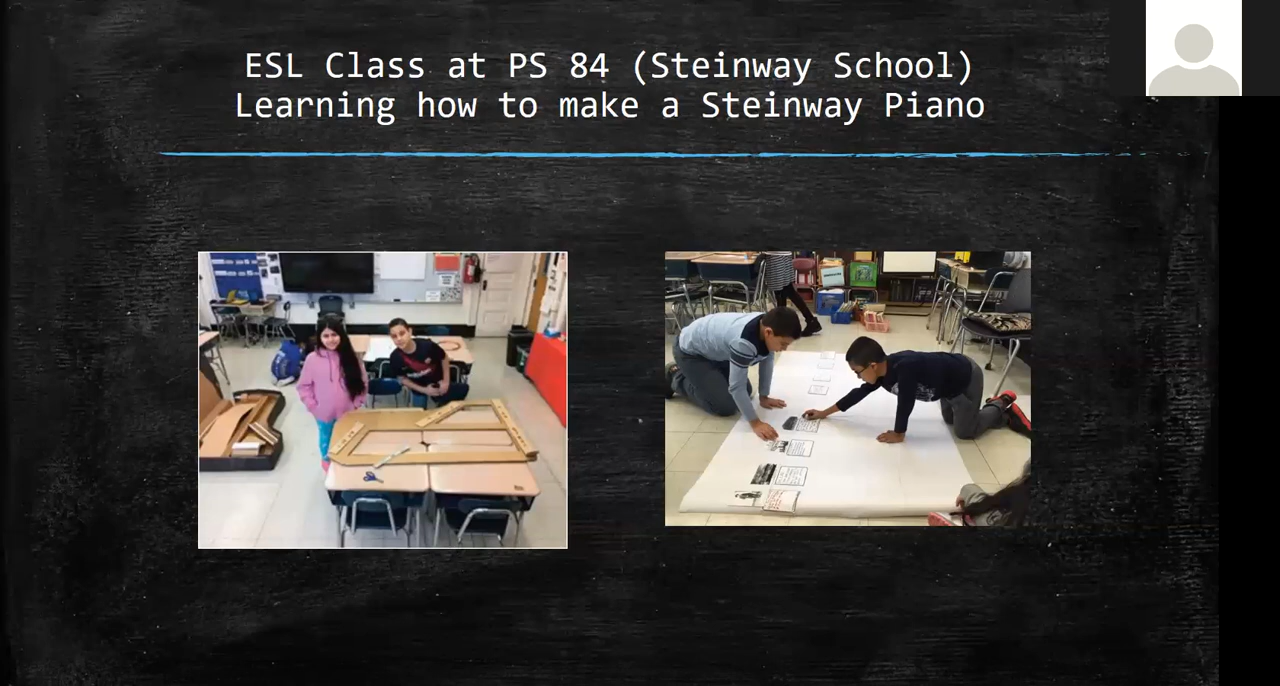 ESL Class at PS 84 (Steinway School)
Learning how to make a Steinway Piano